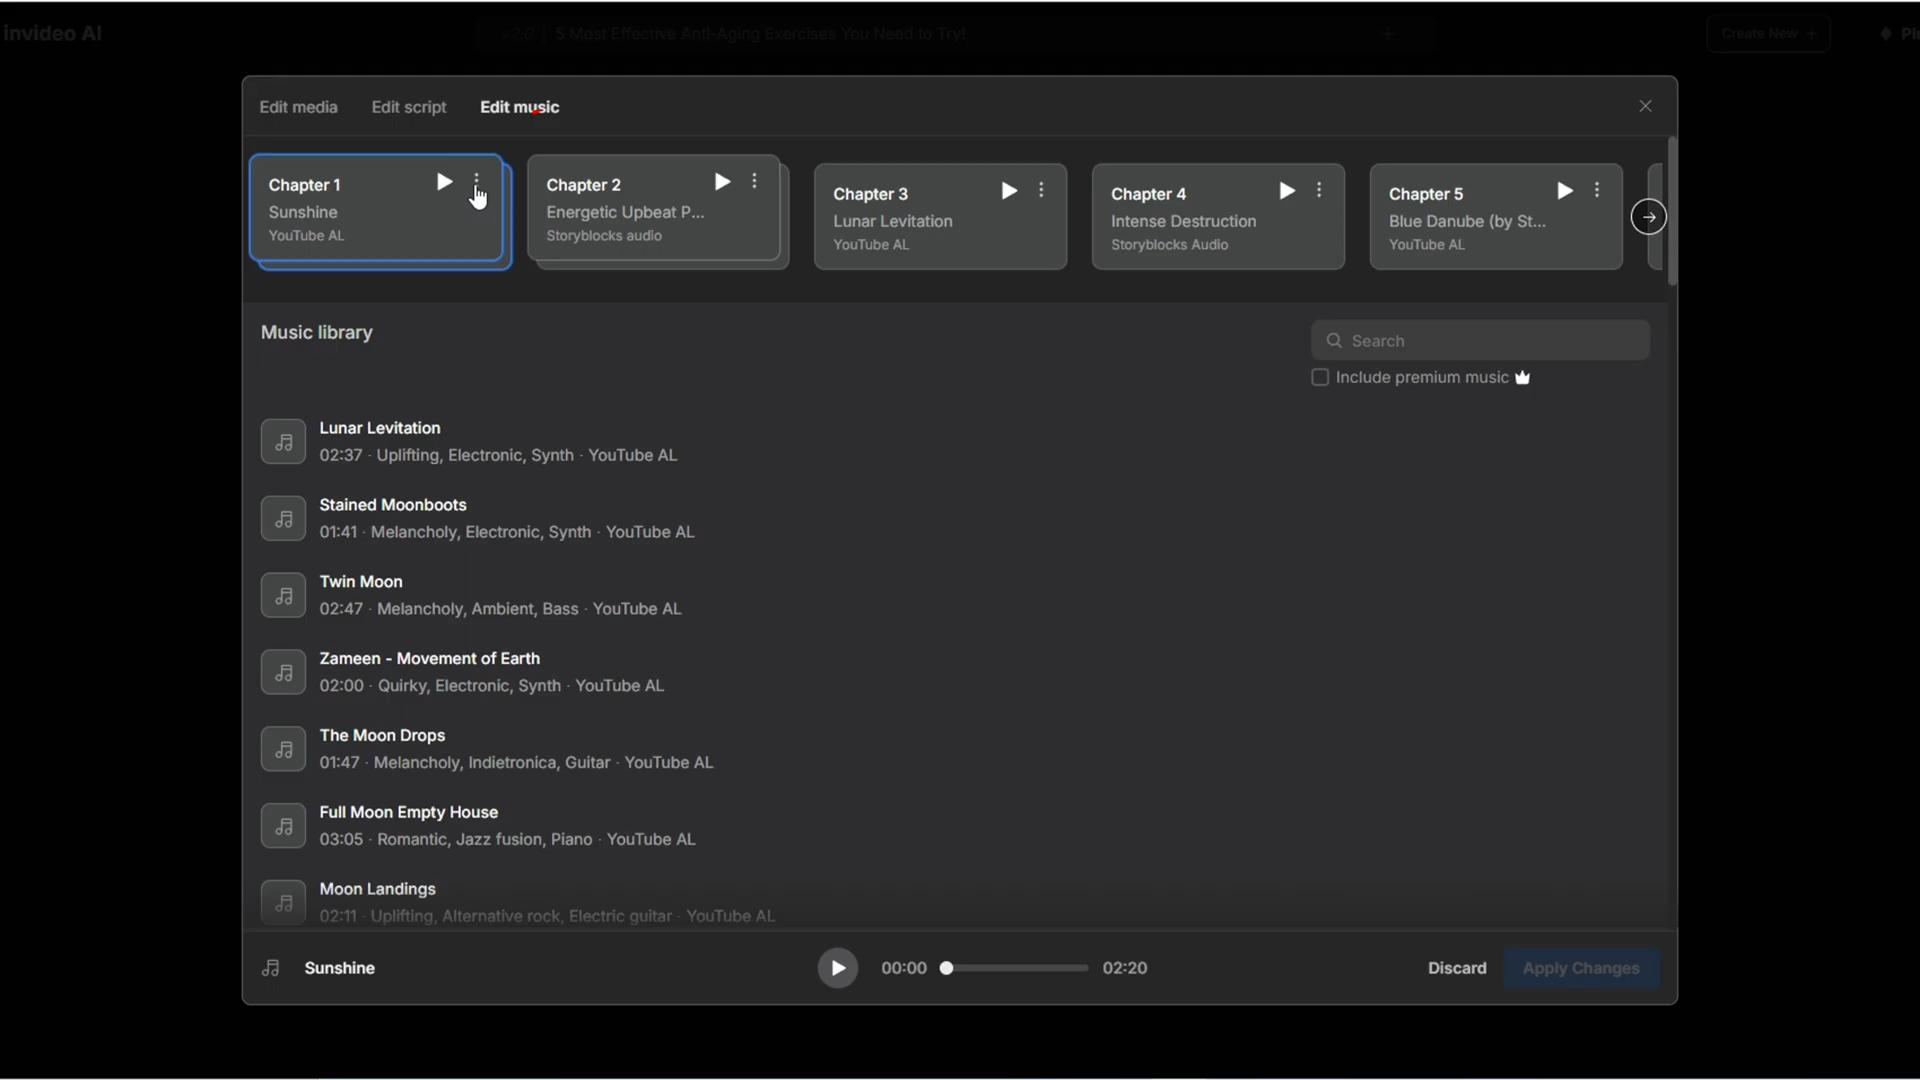 invideo AI
v2.0 | 5 Most Effective Anti-Aging Exercises You Need to Try!
Create New +
Edit media Edit script Edit music
Chapter 1
Sunshine
YouTube AL
Chapter 2
Energetic Upbeat P...
Storyblocks audio
Chapter 3
Lunar Levitation
YouTube AL
Chapter 4
Intense Destruction
Storyblocks Audio
Chapter 5
Blue Danube (by St...
YouTube AL
Music library
Search
Include premium music
Lunar Levitation
02:37 · Uplifting, Electronic, Synth · YouTube AL
Stained Moonboots
01:41 · Melancholy, Electronic, Synth · YouTube AL
Twin Moon
02:47 · Melancholy, Ambient, Bass · YouTube AL
Zameen - Movement of Earth
02:00 · Quirky, Electronic, Synth · YouTube AL
The Moon Drops
01:47 · Melancholy, Indietronica, Guitar · YouTube AL
Full Moon Empty House
03:05 · Romantic, Jazz fusion, Piano · YouTube AL
Moon Landings
02:11 · Uplifting, Alternative rock, Electric guitar · YouTube AL
Sunshine
00:00 02:20
Discard Apply Changes